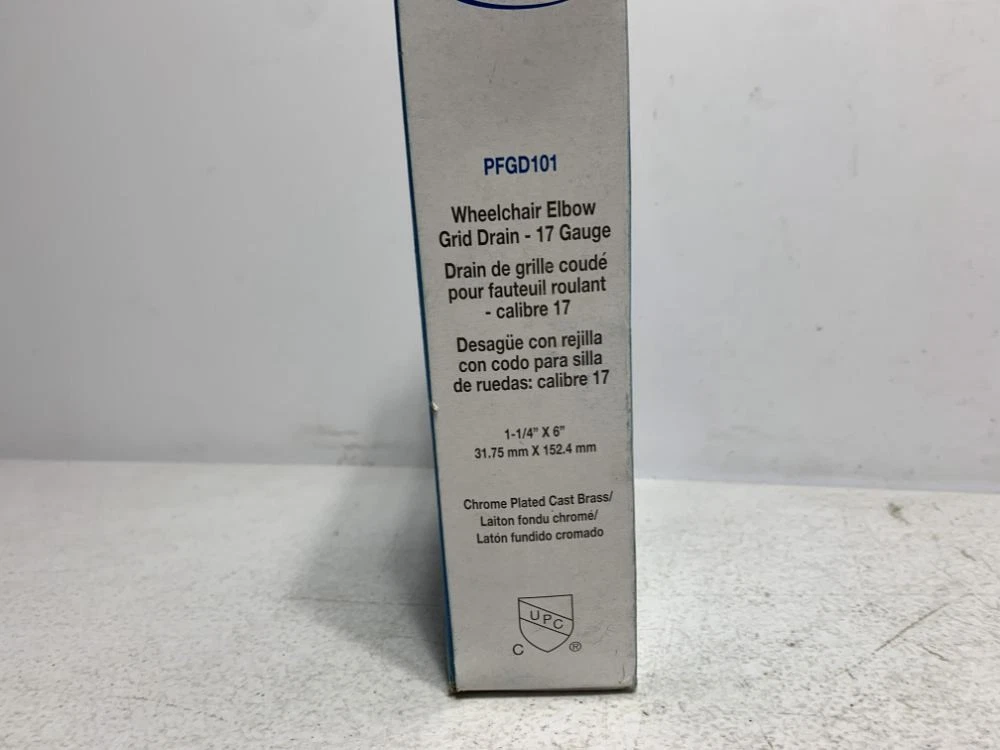 PFGD101
Wheelchair Elbow
Grid Drain - 17 Gauge
Drain de grille coudé
pour fauteuil roulant
- calibre 17
Desagüe con rejilla
con codo para silla
de ruedas: calibre 17
1-1/4" X 6"
31.75 mm X 152.4 mm
Chrome Plated Cast Brass/
Laiton fondu chromé/
Latón fundido cromado
UPC
C ®